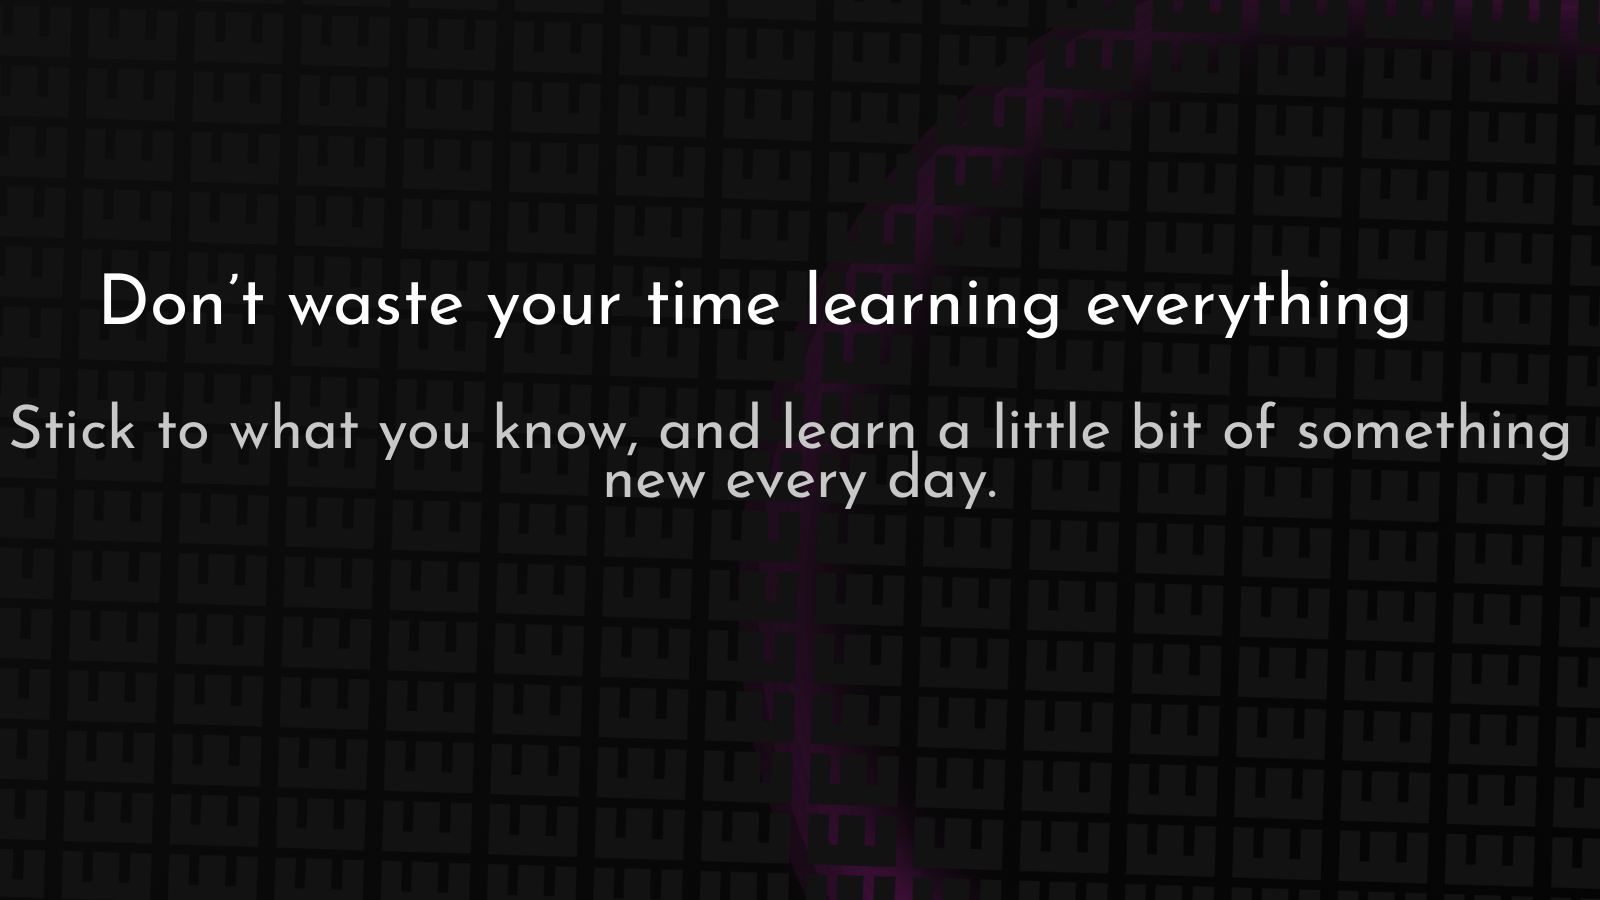 Don’t waste your time learning everything
Stick to what you know, and learn a little bit of something
new every day.